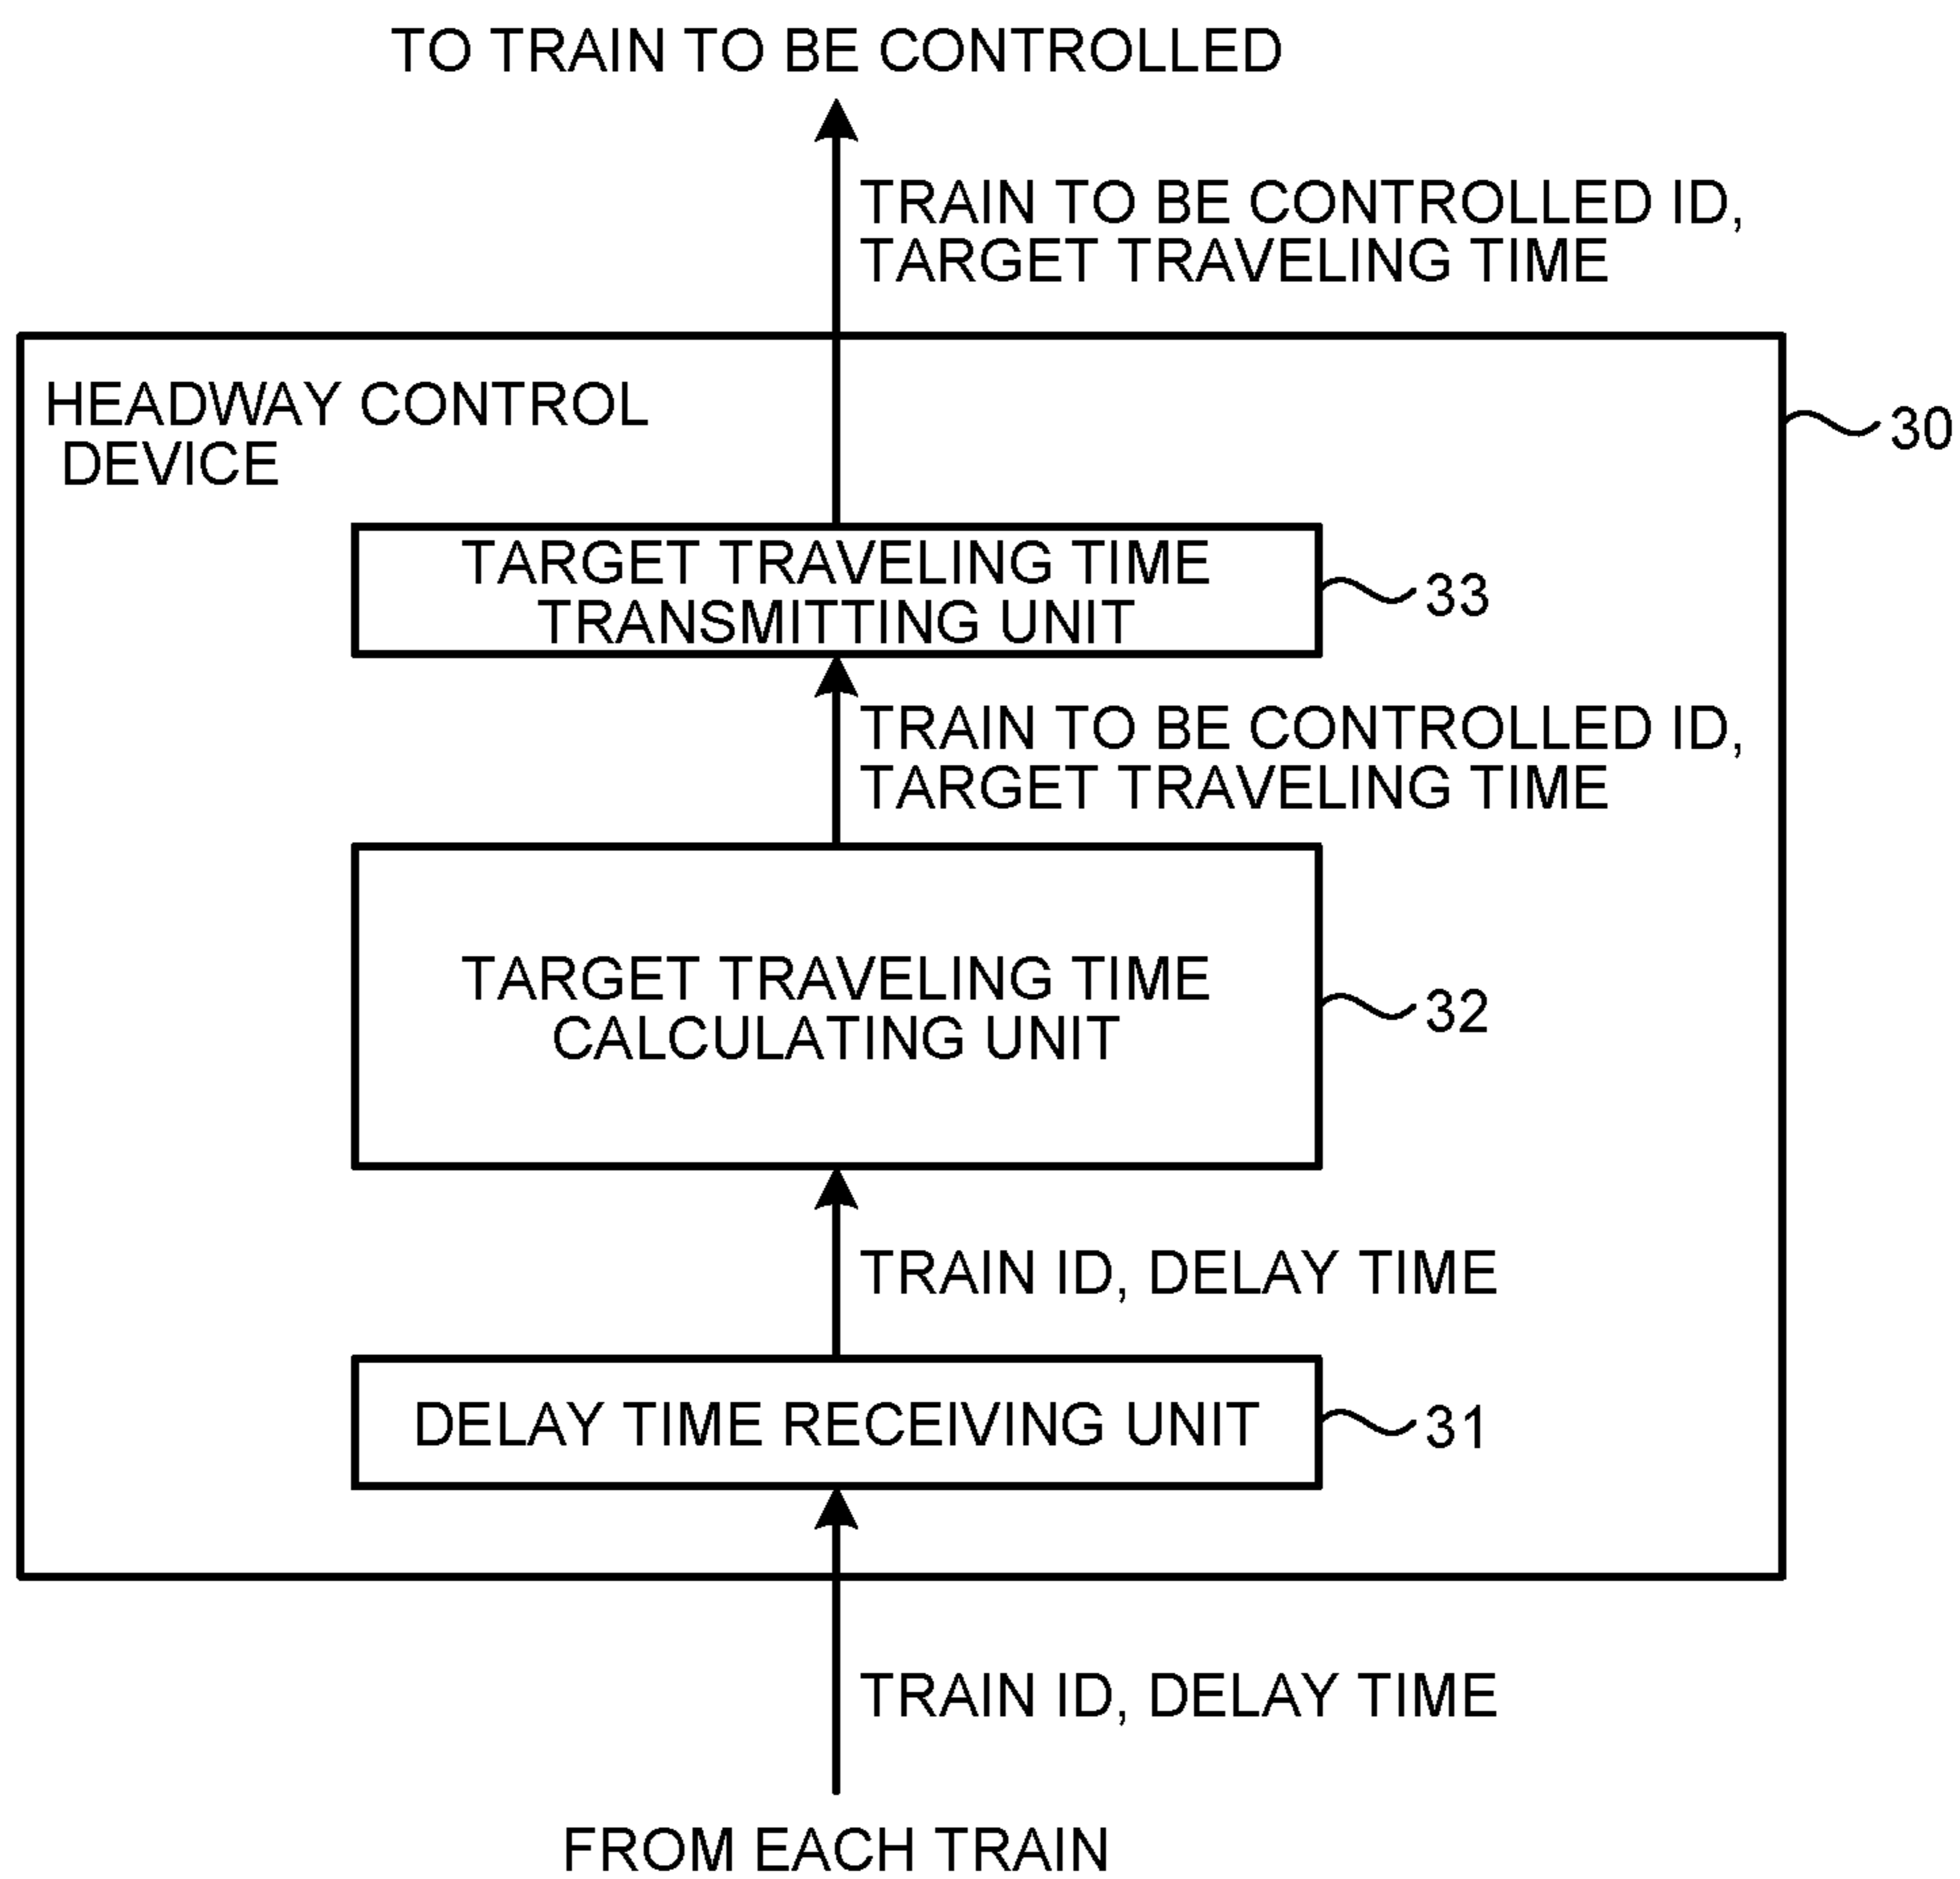 TO TRAIN TO BE CONTROLLED
TRAIN TO BE CONTROLLED ID,
TARGET TRAVELING TIME
HEADWAY CONTROL
DEVICE
30
TARGET TRAVELING TIME
TRANSMITTING UNIT
33
TRAIN TO BE CONTROLLED ID,
TARGET TRAVELING TIME
TARGET TRAVELING TIME
CALCULATING UNIT
32
TRAIN ID, DELAY TIME
DELAY TIME RECEIVING UNIT
31
TRAIN ID, DELAY TIME
FROM EACH TRAIN